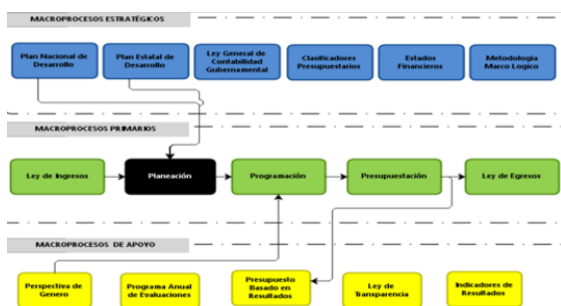 MACROPROCESOS ESTRATÉGICOS
Plan Nacional de
Desarrollo
Plan Estatal de
Desarrollo
Ley General de
Contabilidad
Gubernamental
Clasificadores
Presupuestarios
Estados
Financieros
Metodologia
Marco Logico
MACROPROCESOS PRIMARIOS
Ley de Ingresos
Planeación
Programación
Presupuestación
Ley de Egresos
MACROPROCESOS DE APOYO
Perspectiva de
Genero
Programa Anual
de Evaluaciones
Presupuesto
Basado en
Resultados
Ley de
Transparencia
Indicadores de
Resultados